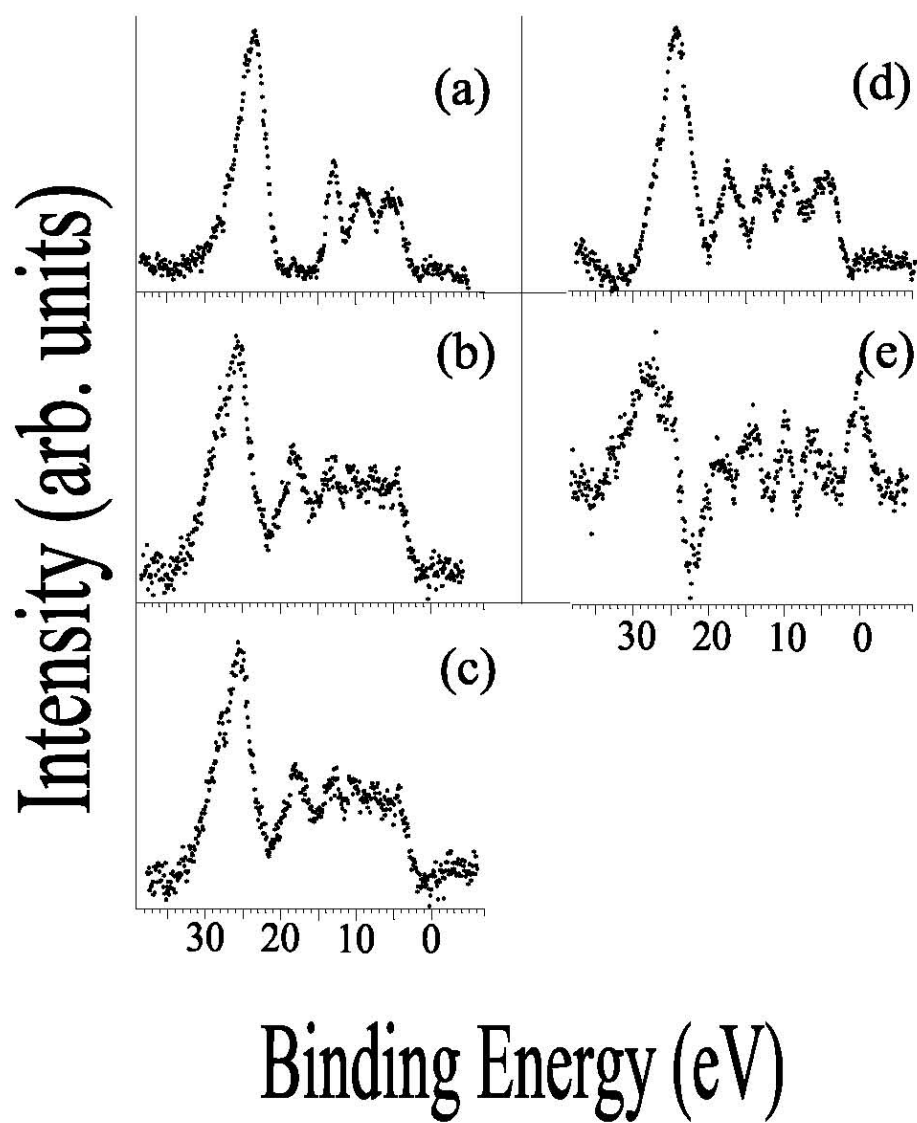 (a)
(d)
(b)
(e)
30 20 10 0
(c)
30 20 10 0
Intensity (arb. units)
Binding Energy (eV)